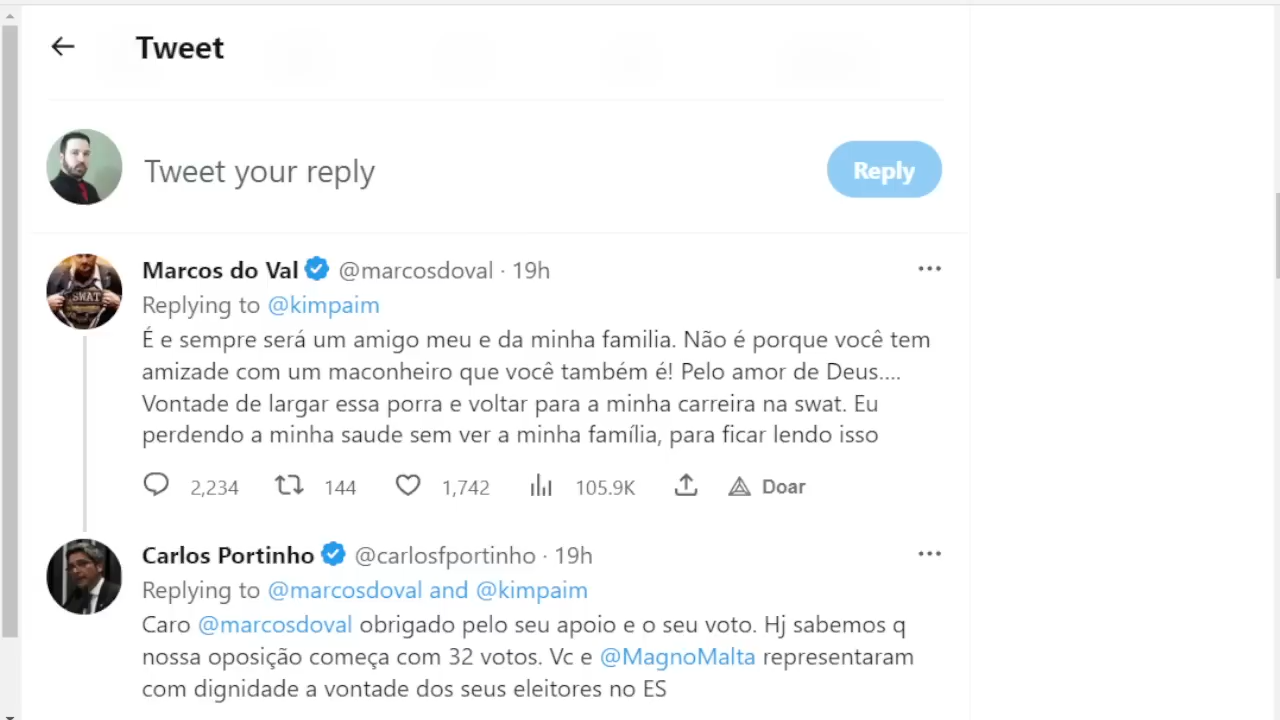 Tweet
Tweet your reply
Reply
Marcos do Val @marcosdoval · 19h
Replying to @kimpaim
É e sempre será um amigo meu e da minha familia. Não é porque você tem
amizade com um maconheiro que você também é! Pelo amor de Deus....
Vontade de largar essa porra e voltar para a minha carreira na swat. Eu
perdendo a minha saude sem ver a minha família, para ficar lendo isso
2,234 144 1,742 105.9K Doar
Carlos Portinho @carlosfportinho · 19h
Replying to @marcosdoval and @kimpaim
Caro @marcosdoval obrigado pelo seu apoio e o seu voto. Hj sabemos q
nossa oposição começa com 32 votos. Vc e @MagnoMalta representaram
com dignidade a vontade dos seus eleitores no ES
SWAT